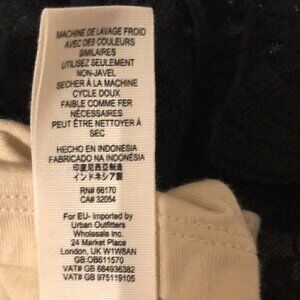 MACHINE DE LAVAGE FROID
AVEC DES COULEURS
SIMILAIRES
UTILISEZ SEULEMENT
NON-JAVEL
SECHER À LA MACHINE
CYCLE DOUX
FAIBLE COMME FER
NÉCESSAIRES
PEUT ÊTRE NETTOYER À
SEC
HECHO EN INDONESIA
FABRICADO NA INDONÉSIA
印度尼西亞製
インドネシア製
RN# 66170
CA# 32054
For EU- Imported by
Urban Outfitters
Wholesale Inc.
24 Market Place
London, UK W1W8AN
GB:OB611570
VAT# GB 684936382
VAT# GB 975119105